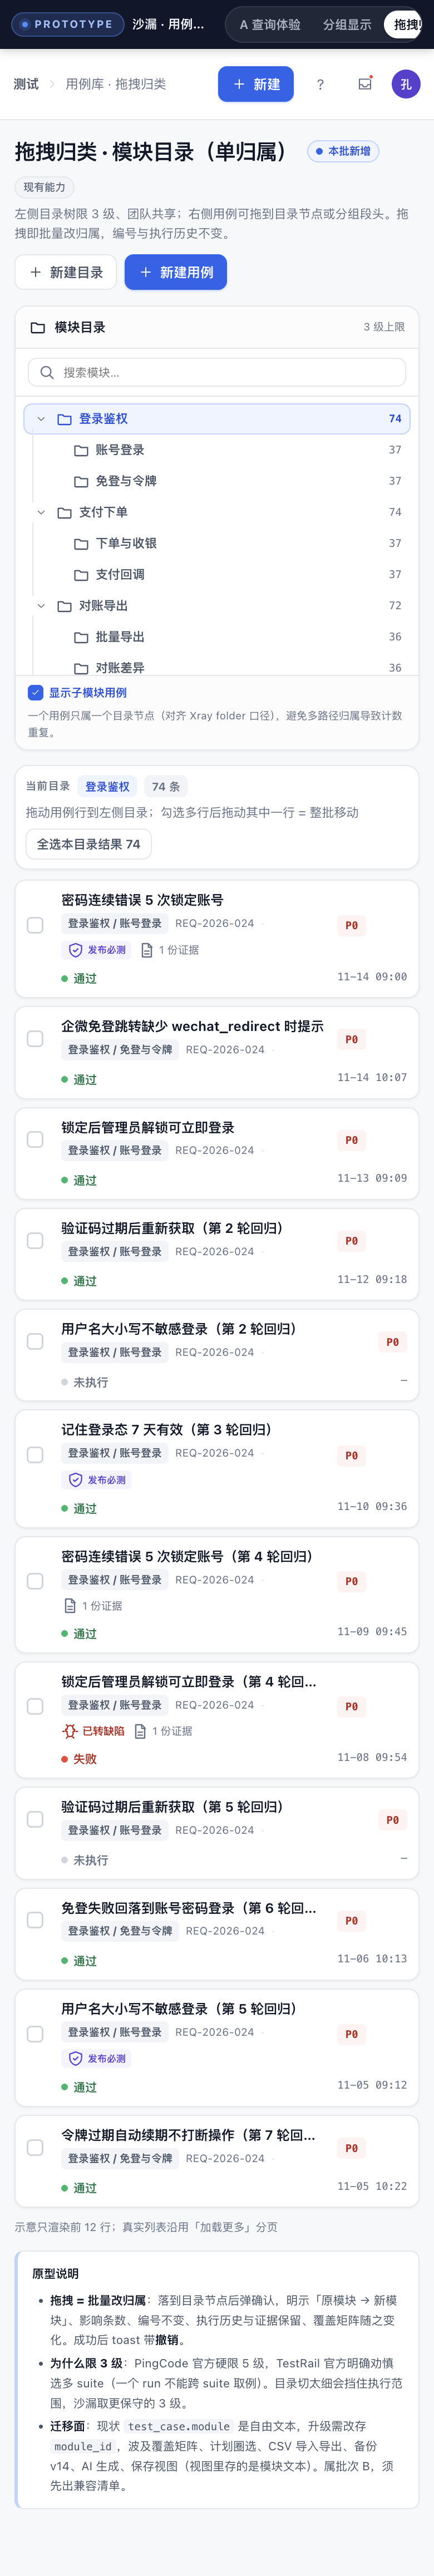 PROTOTYPE 沙漏 · 用例... A 查询体验 分组显示
测试 用例库 · 拖拽归类 + 新建 ? 孔
拖拽归类 · 模块目录（单归属） 本批新增
现有能力
左侧目录树限 3 级、团队共享；右侧用例可拖到目录节点或分组段头。拖
拽即批量改归属，编号与执行历史不变。
+ 新建目录 + 新建用例
模块目录 3 级上限
搜索模块...
登录鉴权 74
账号登录 37
免登与令牌 37
支付下单 74
下单与收银 37
支付回调 37
对账导出 72
批量导出 36
对账差异 36
显示子模块用例
一个用例只属一个目录节点（对齐 Xray folder 口径），避免多路径归属导致计数
重复。
当前目录 登录鉴权 74 条
拖动用例行到左侧目录；勾选多行后拖动其中一行 = 整批移动
全选本目录结果 74
密码连续错误 5 次锁定账号
登录鉴权 / 账号登录 REQ-2026-024 · P0
发布必测 1 份证据
通过 11-14 09:00
企微免登跳转缺少 wechat_redirect 时提示
登录鉴权 / 免登与令牌 REQ-2026-024 · P0
通过 11-14 10:07
锁定后管理员解锁可立即登录
登录鉴权 / 账号登录 REQ-2026-024 · P0
通过 11-13 09:09
验证码过期后重新获取（第 2 轮回归）
登录鉴权 / 账号登录 REQ-2026-024 · P0
通过 11-12 09:18
用户名大小写不敏感登录（第 2 轮回归）
登录鉴权 / 账号登录 REQ-2026-024 · P0
未执行 —
记住登录态 7 天有效（第 3 轮回归）
登录鉴权 / 账号登录 REQ-2026-024 · P0
发布必测
通过 11-10 09:36
密码连续错误 5 次锁定账号（第 4 轮回归）
登录鉴权 / 账号登录 REQ-2026-024 · P0
1 份证据
通过 11-09 09:45
锁定后管理员解锁可立即登录（第 4 轮回...
登录鉴权 / 账号登录 REQ-2026-024 · P0
已转缺陷 1 份证据
失败 11-08 09:54
验证码过期后重新获取（第 5 轮回归）
登录鉴权 / 账号登录 REQ-2026-024 · P0
未执行 —
免登失败回落到账号密码登录（第 6 轮回...
登录鉴权 / 免登与令牌 REQ-2026-024 · P0
通过 11-06 10:13
用户名大小写不敏感登录（第 5 轮回归）
登录鉴权 / 账号登录 REQ-2026-024 · P0
发布必测
通过 11-05 09:12
令牌过期自动续期不打断操作（第 7 轮回...
登录鉴权 / 免登与令牌 REQ-2026-024 · P0
通过 11-05 10:22
示意只渲染前 12 行；真实列表沿用「加载更多」分页
原型说明
• 拖拽 = 批量改归属：落到目录节点后弹确认，明示「原模块 → 新模
块」、影响条数、编号不变、执行历史与证据保留、覆盖矩阵随之变
化。成功后 toast 带撤销。
• 为什么限 3 级：PingCode 官方硬限 5 级，TestRail 官方明确劝慎
选多 suite（一个 run 不能跨 suite 取例）。目录切太细会挡住执行范
围，沙漏取更保守的 3 级。
• 迁移面：现状 test_case.module 是自由文本，升级需改存
module_id，波及覆盖矩阵、计划圈选、CSV 导入导出、备份
v14、AI 生成、保存视图（视图里存的是模块文本）。属批次 B，须
先出兼容清单。